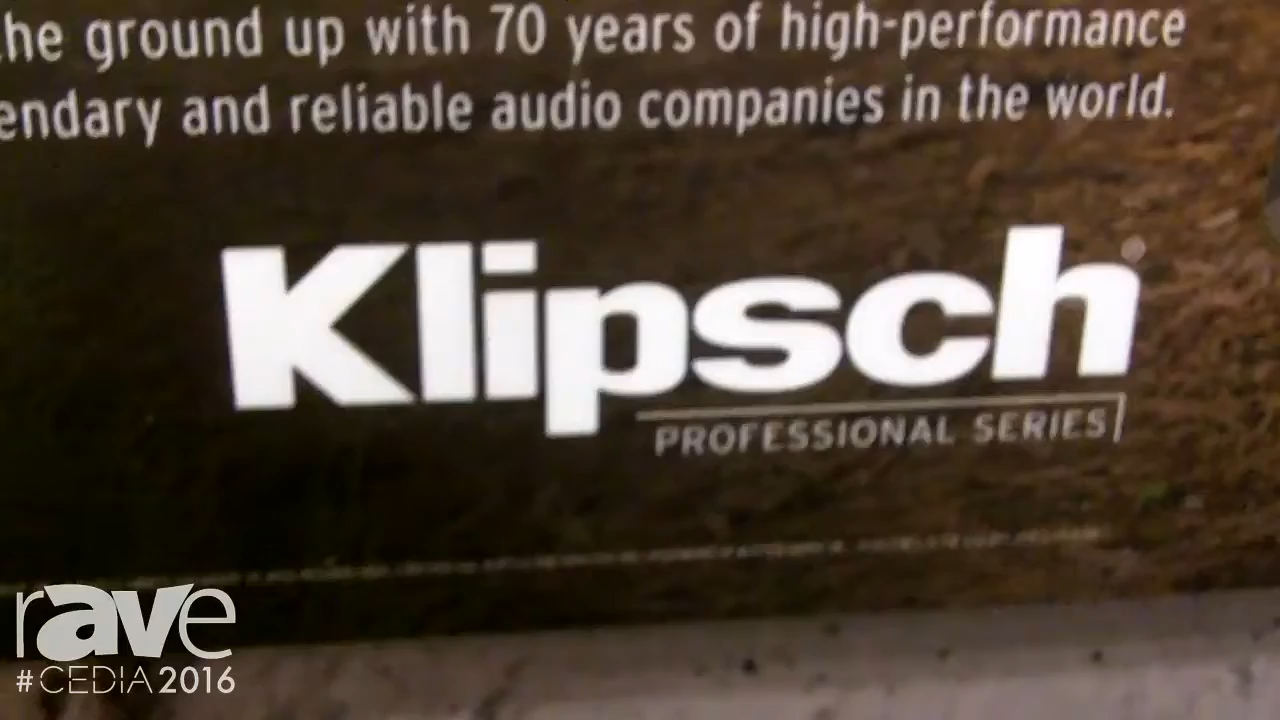 he ground up with 70 years of high-performance
endary and reliable audio companies in the world.
Klipsch
PROFESSIONAL SERIES
rave
#CEDIA2016